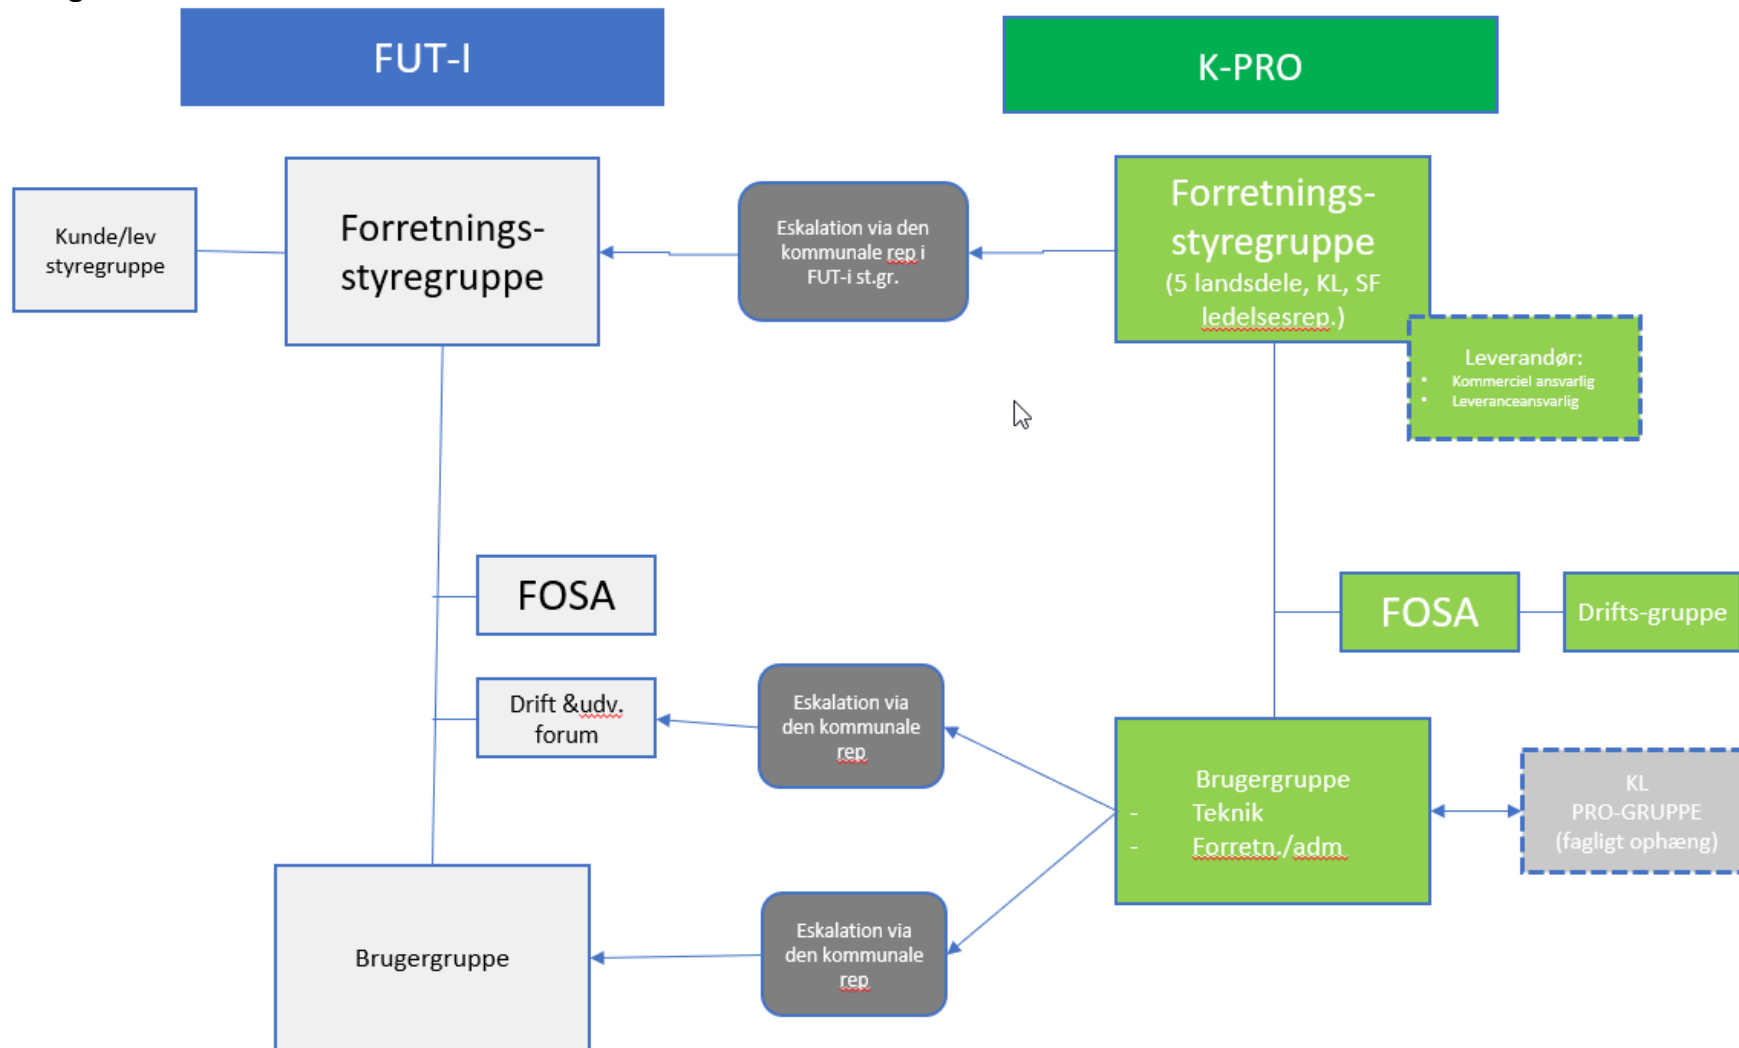 FUT-I
K-PRO
Kunde/lev
styregruppe
Forretnings-
styregruppe
Eskalation via den
kommunale rep i
FUT-i st.gr.
Forretnings-
styregruppe
(5 landsdele, KL, SF
ledelsesrep.)
Leverandør:
• Kommerciel ansvarlig
• Leveranceansvarlig
FOSA
FOSA
Drifts-gruppe
Drift &udv.
forum
Eskalation via
den kommunale
rep
Brugergruppe
- Teknik
- Forretn./adm
KL
PRO-GRUPPE
(fagligt ophæng)
Brugergruppe
Eskalation via
den kommunale
rep